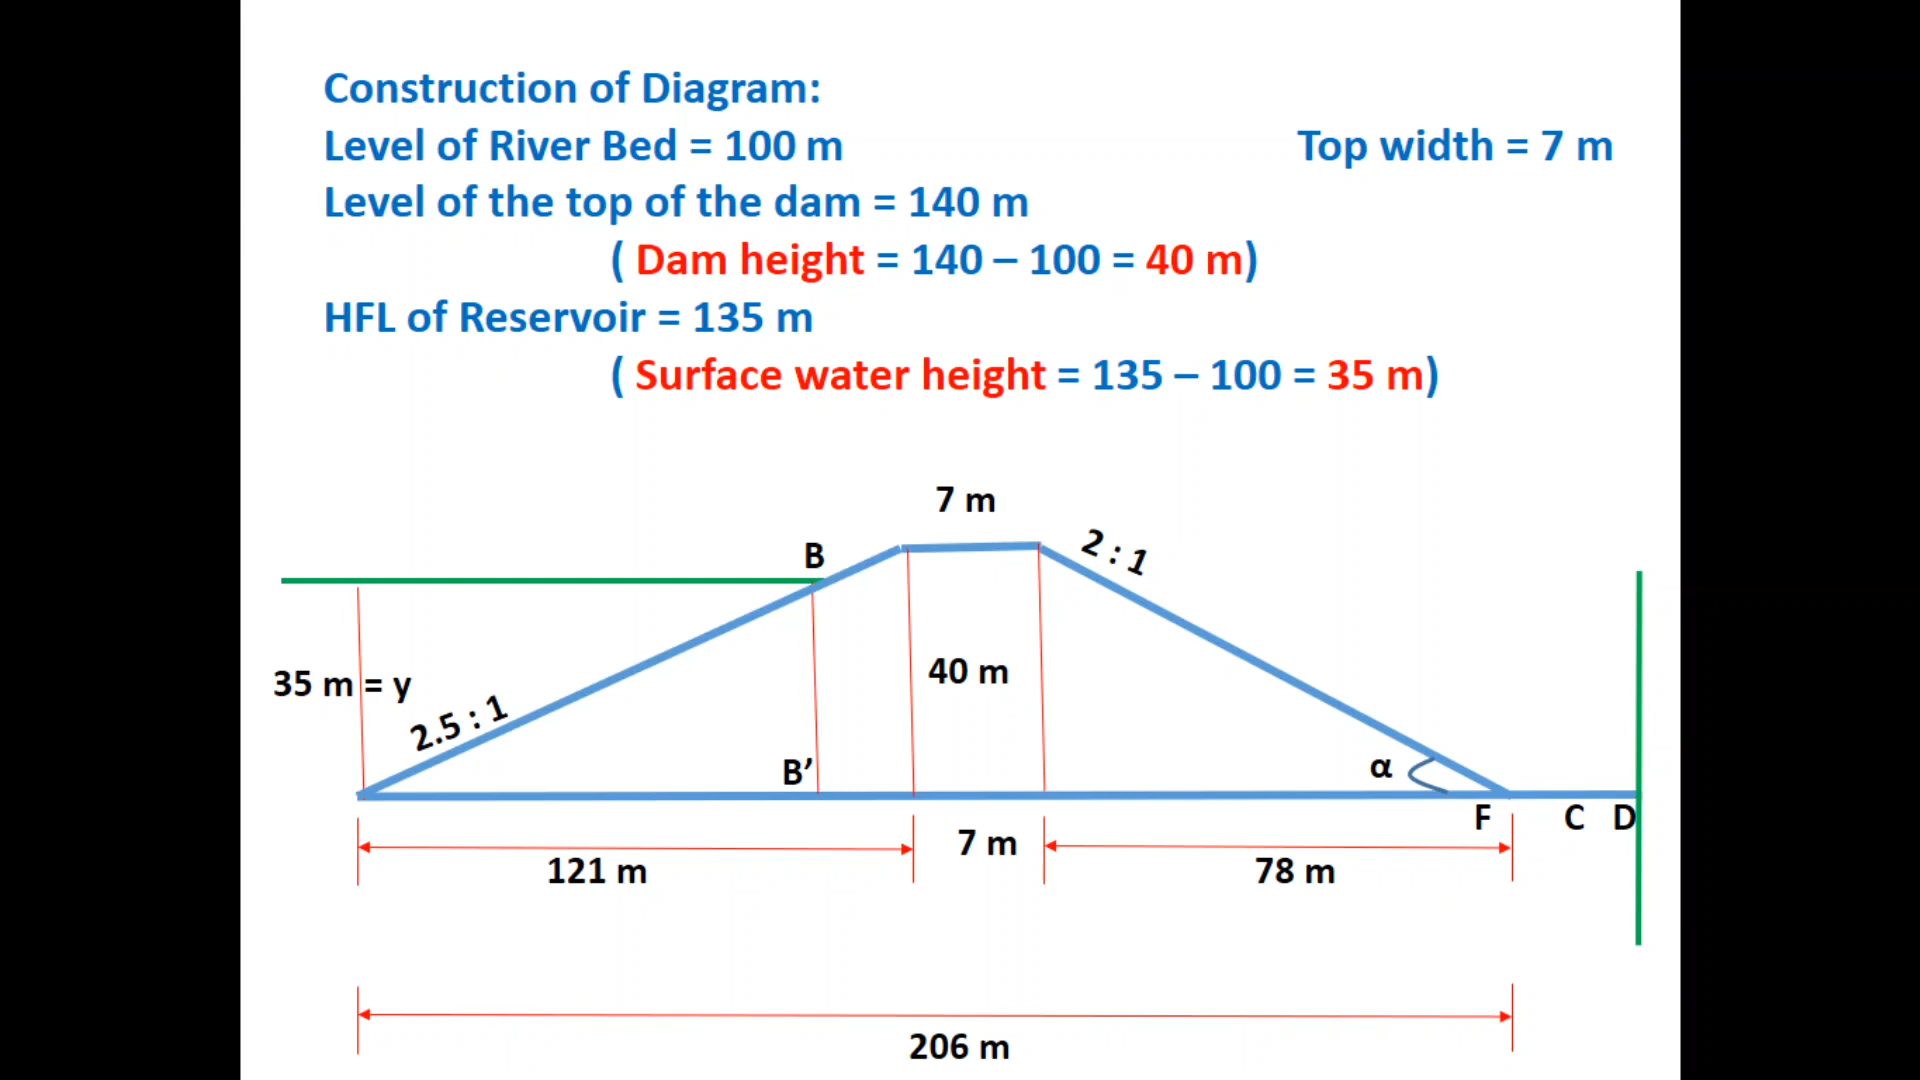 Construction of Diagram:
Level of River Bed = 100 m Top width = 7 m
Level of the top of the dam = 140 m
( Dam height = 140 – 100 = 40 m)
HFL of Reservoir = 135 m
( Surface water height = 135 – 100 = 35 m)
7 m
2 : 1
B
40 m
35 m = y
2.5 : 1
B’
α
F C D
7 m
121 m
78 m
206 m